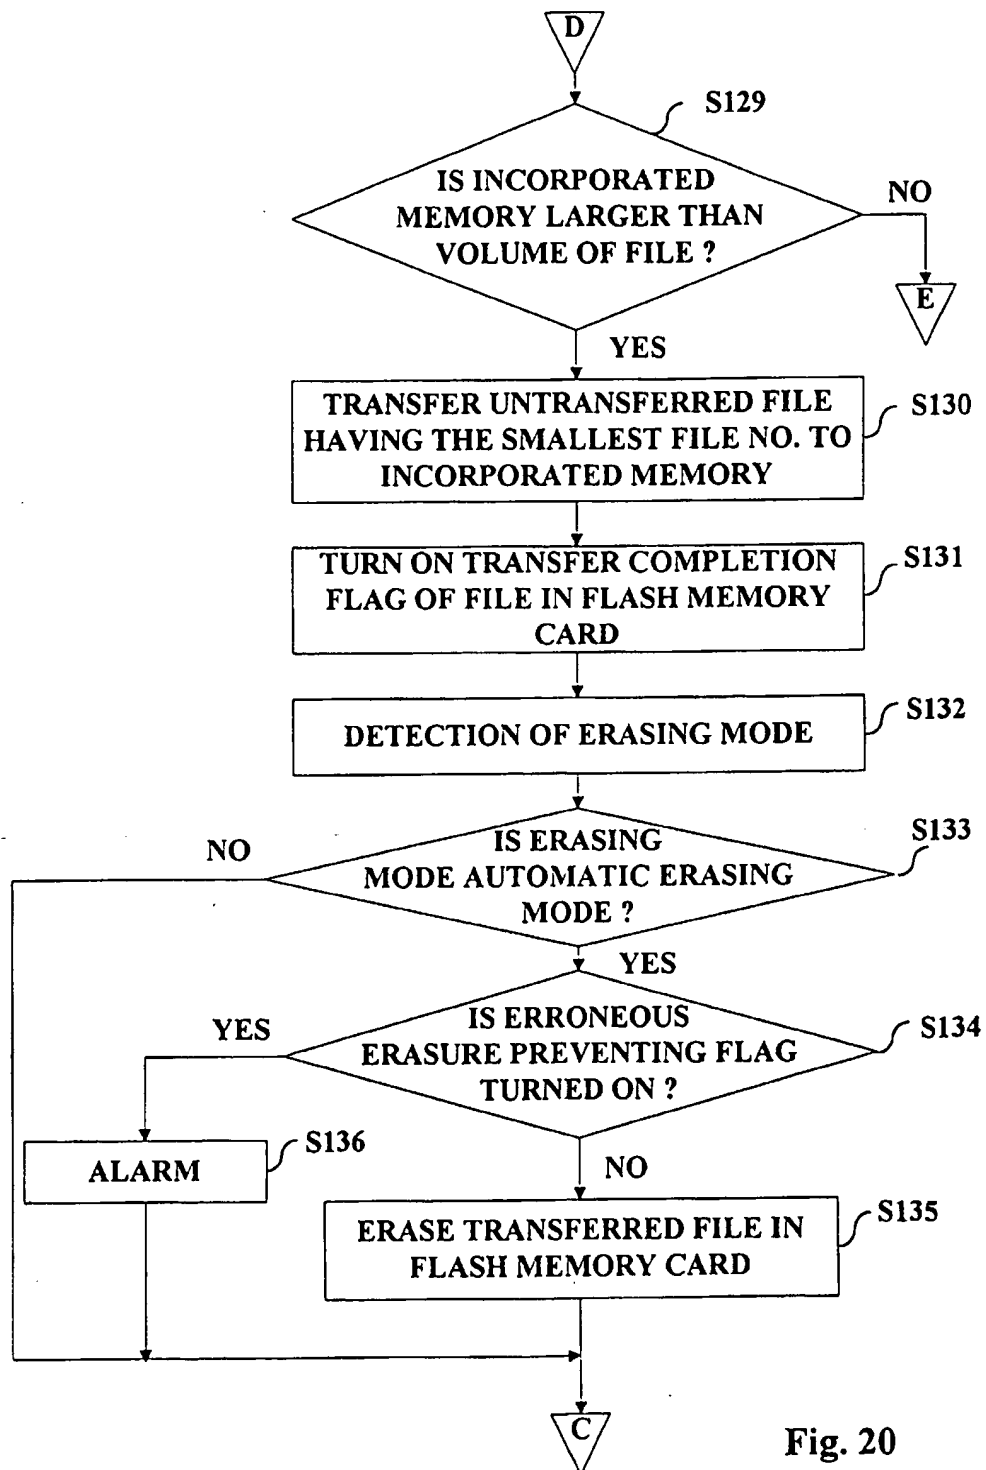 D
S129
IS INCORPORATED
MEMORY LARGER THAN
VOLUME OF FILE ?
NO
E
YES
TRANSFER UNTRANSFERRED FILE
HAVING THE SMALLEST FILE NO. TO
INCORPORATED MEMORY
S130
TURN ON TRANSFER COMPLETION
FLAG OF FILE IN FLASH MEMORY
CARD
S131
DETECTION OF ERASING MODE
S132
NO
IS ERASING
MODE AUTOMATIC ERASING
MODE ?
S133
YES
YES
IS ERRONEOUS
ERASURE PREVENTING FLAG
TURNED ON ?
S134
ALARM
S136
NO
ERASE TRANSFERRED FILE IN
FLASH MEMORY CARD
S135
C
Fig. 20